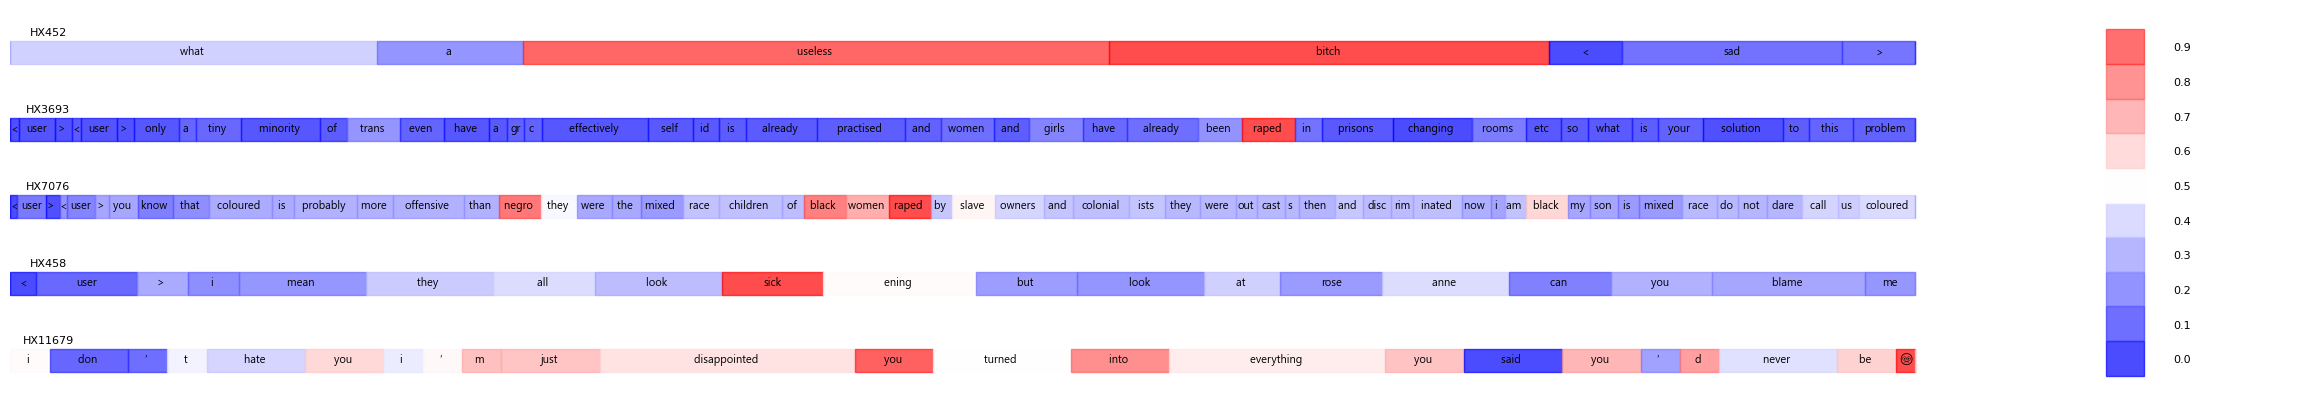 HX452
what a useless bitch < sad >
HX3693
< user > < user > only a tiny minority of trans even have a gr c effectively self id is already practised and women and girls have already been raped in prisons changing rooms etc so what is your solution to this problem
HX7076
< user > < user > you know that coloured is probably more offensive than negro they were the mixed race children of black women raped by slave owners and colonial ists they were out cast s then and disc rim inated now i am black my son is mixed race do not dare call us coloured
HX458
< user > i mean they all look sick ening but look at rose anne can you blame me
HX11679
i don ' t hate you i ' m just disappointed you turned into everything you said you ' d never be 😢
0.9
0.8
0.7
0.6
0.5
0.4
0.3
0.2
0.1
0.0